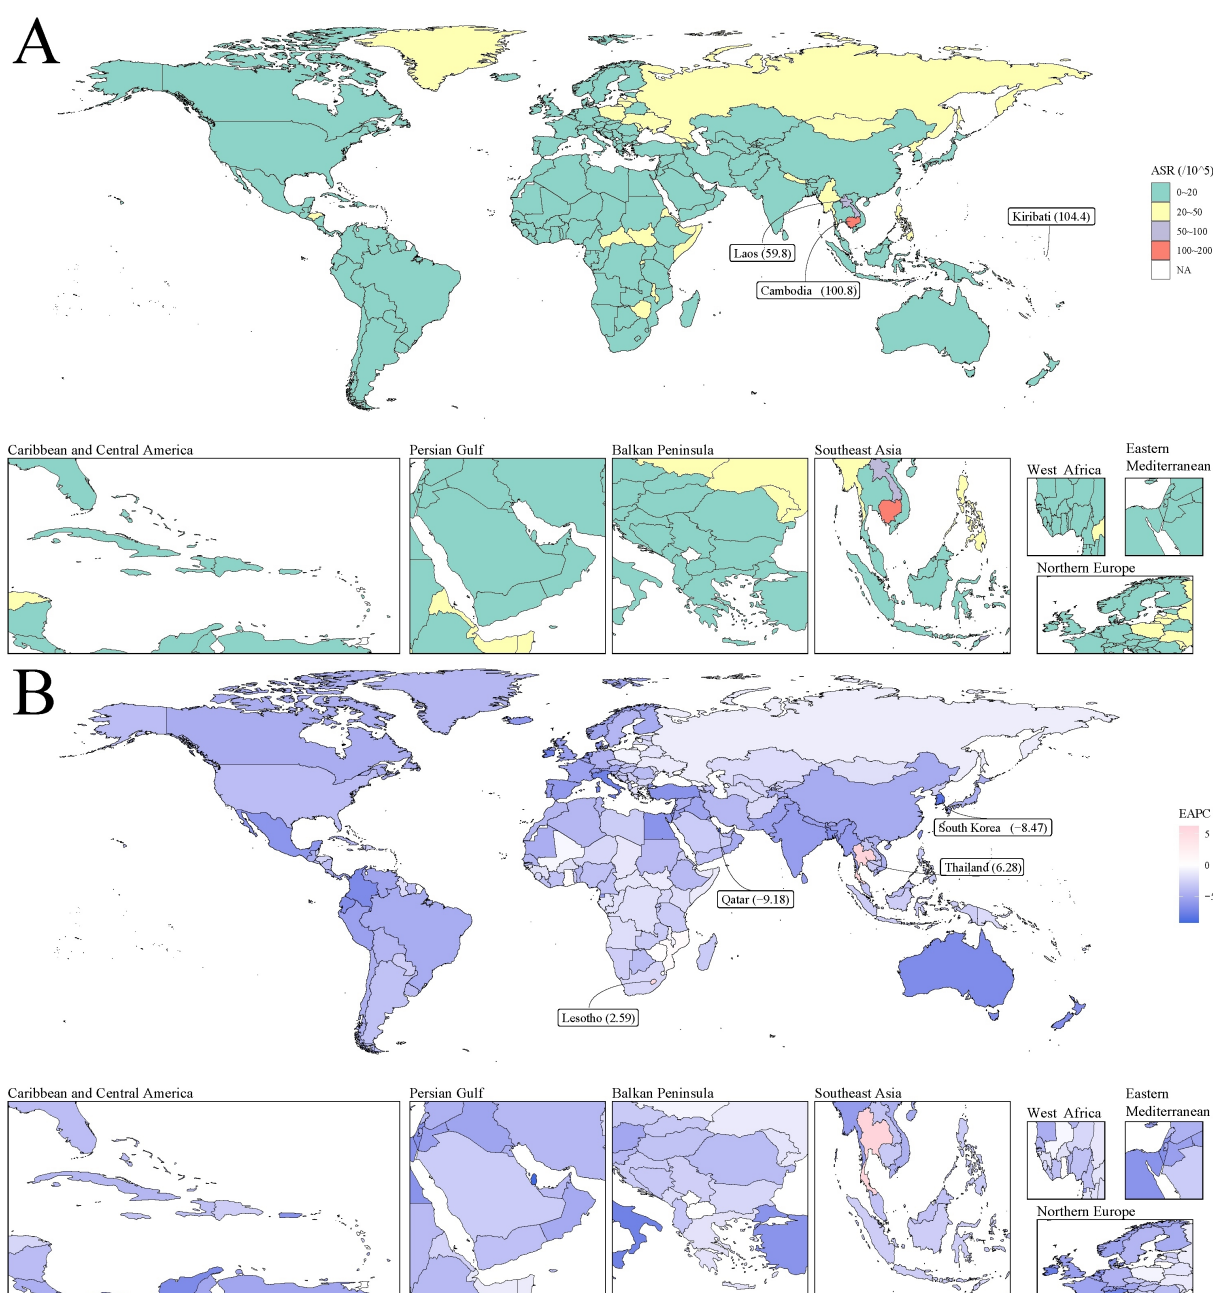 A
ASR (/10^5)
0~20
20~50
50~100
100~200
NA
Kiribati (104.4)
Laos (59.8)
Cambodia (100.8)
Caribbean and Central America
Persian Gulf
Balkan Peninsula
Southeast Asia
West Africa
Eastern
Mediterranean
Northern Europe
B
EAPC
5
0
South Korea (−8.47)
Thailand (6.28)
Qatar (−9.18)
Lesotho (2.59)
Caribbean and Central America
Persian Gulf
Balkan Peninsula
Southeast Asia
West Africa
Eastern
Mediterranean
Northern Europe